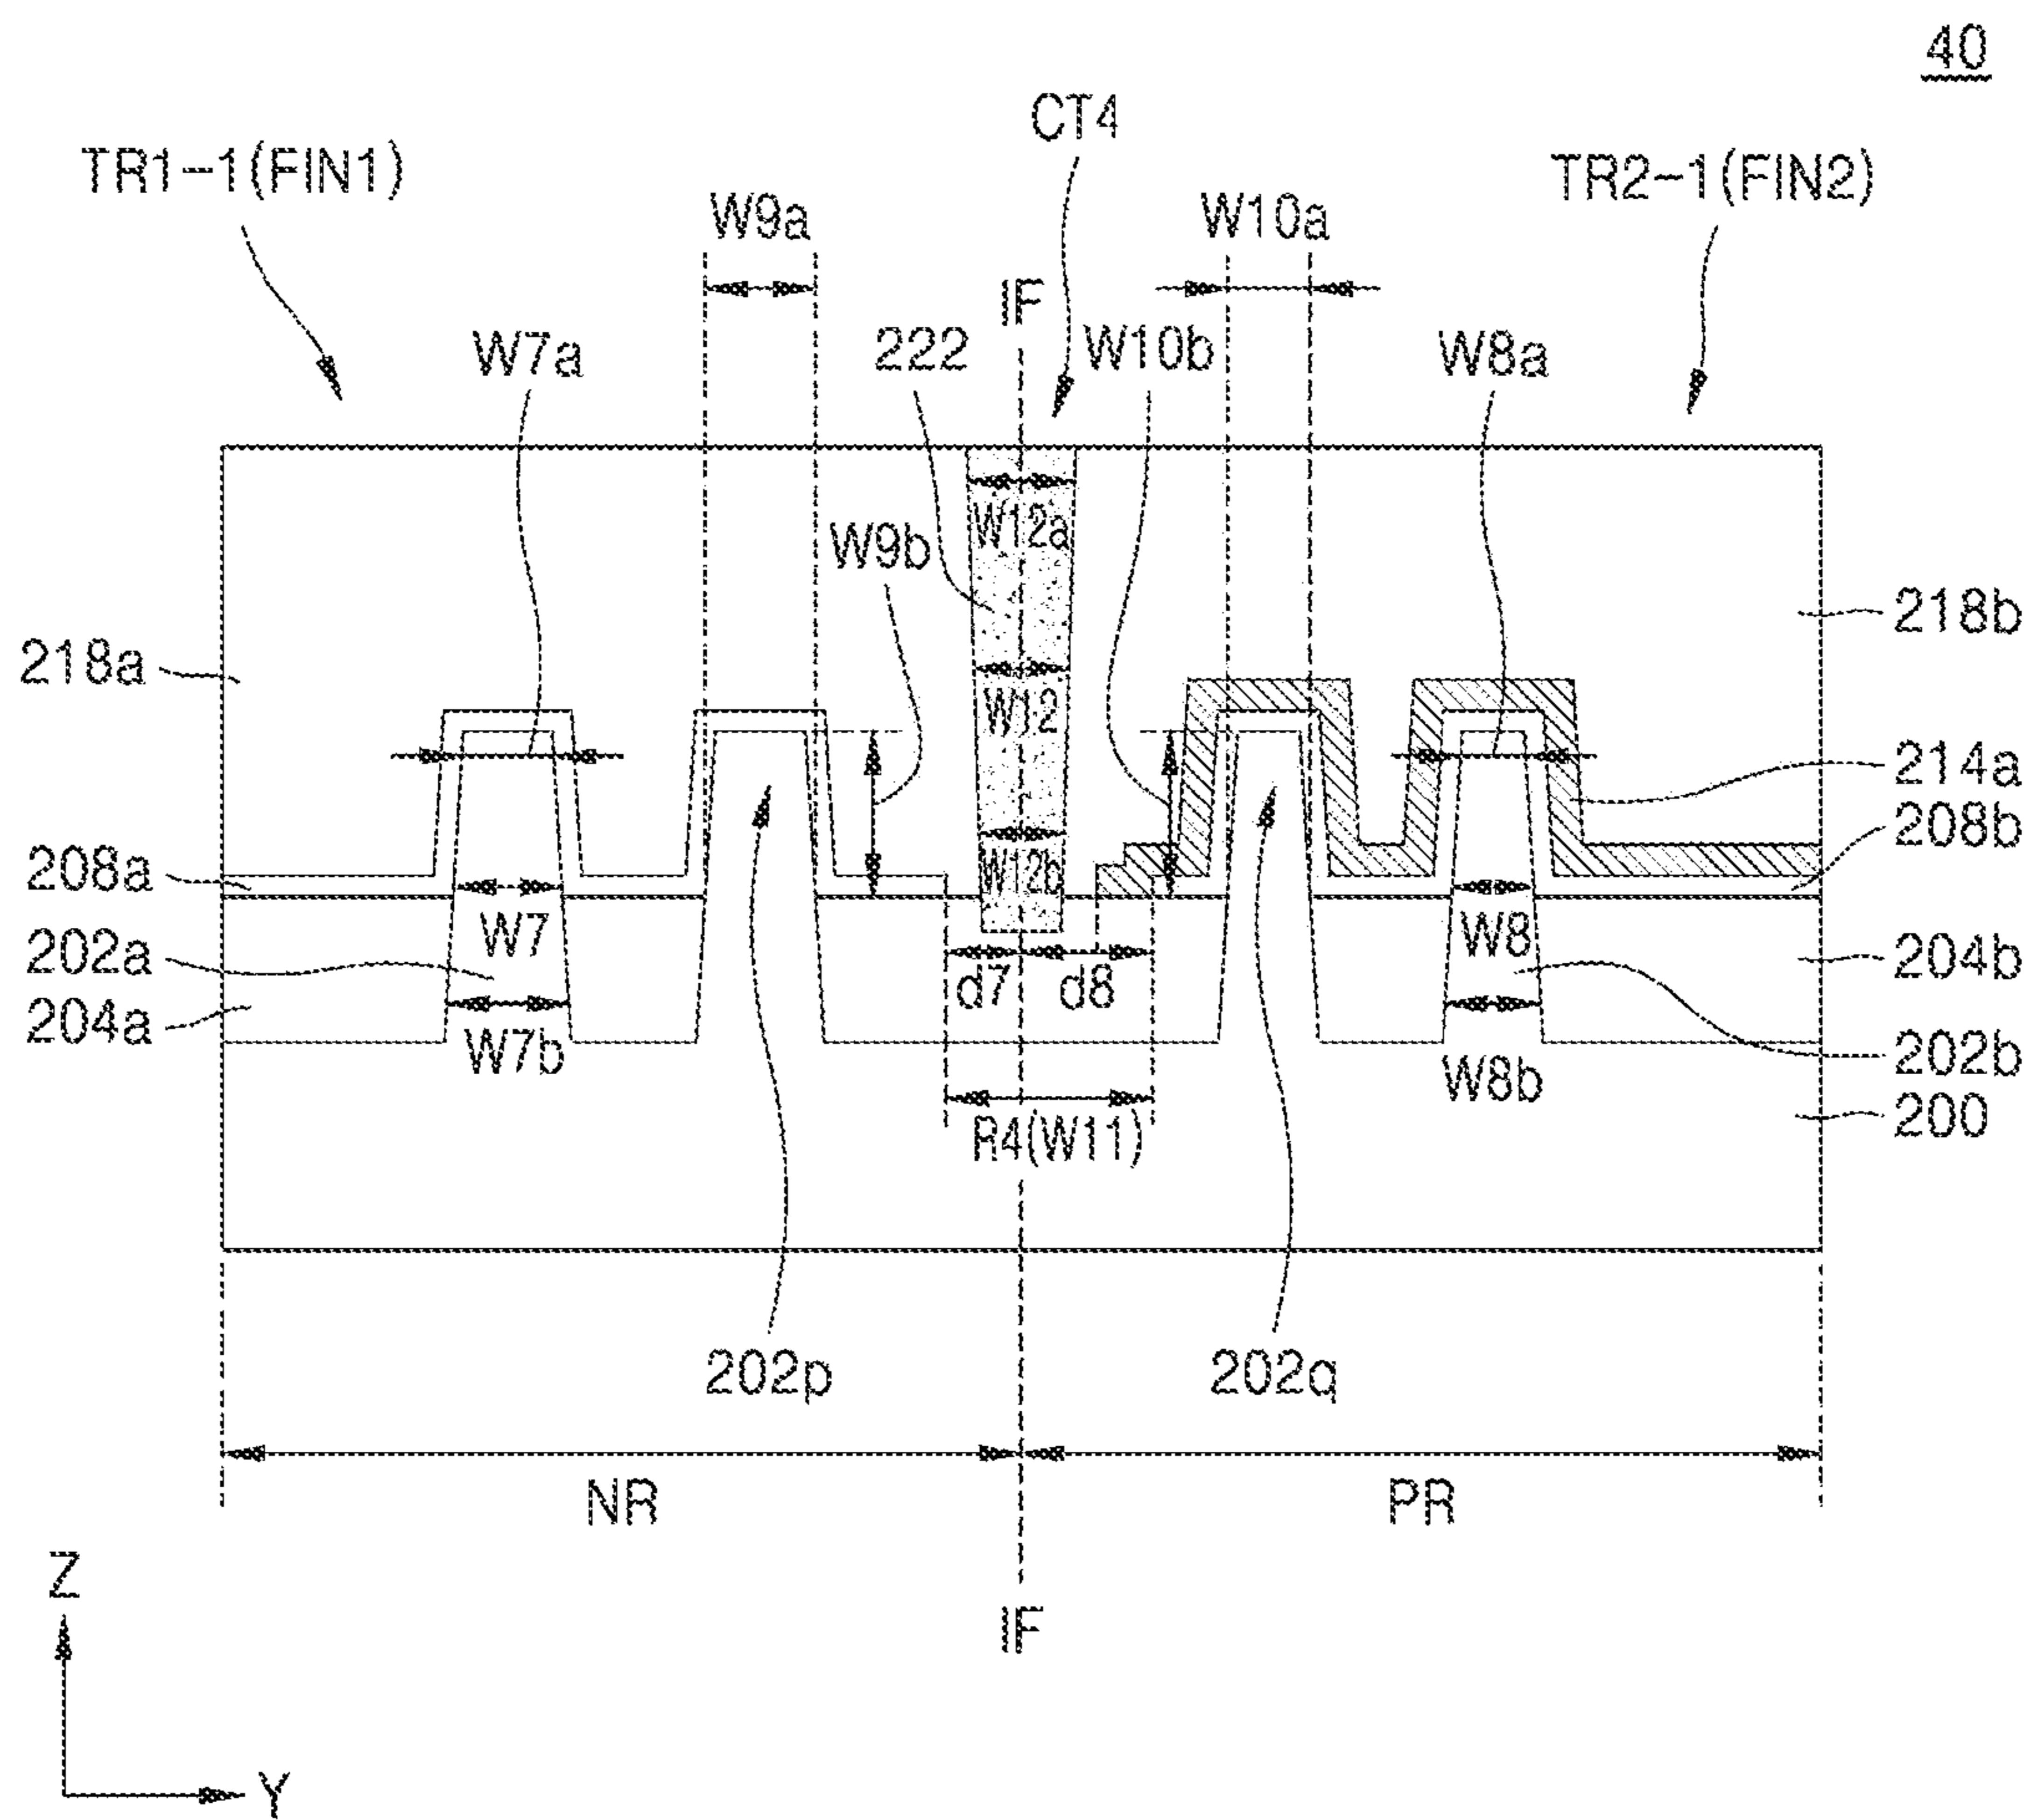 40
CT4
TR1-1(FIN1)
TR2-1(FIN2)
W9a
W10a
IF
W7a
222
W10b
W8a
W12a
W9b
218b
218a
W12
214a
208b
W12b
208a
W7
W8
202a
204b
d7
d8
204a
W7b
202b
W8b
R4(W11)
200
202p
202q
NR
PR
Z
IF
Y